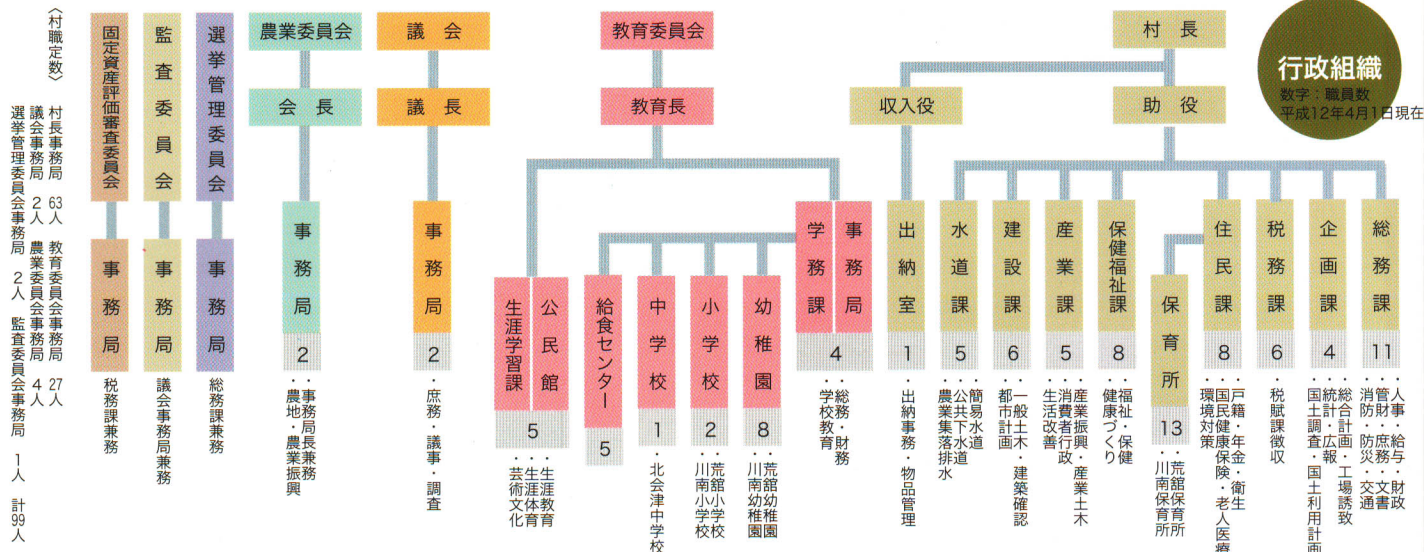 行政組織
数字：職員数
平成12年4月1日現在
村長
助役
収入役
総務課
11
・人事・給与・財政
・管財・庶務・文書
・消防・防災・交通
企画課
4
・総合計画・工場誘致
・統計・広報
・国土調査・国土利用計画
税務課
6
・税賦課徴収
住民課
8
・戸籍・年金・衛生
・国民健康保険・老人医療
・環境対策
保育所
13
・荒舘保育所
・川南保育所
保健福祉課
8
・福祉・保健
・健康づくり
産業課
5
・産業振興・産業土木
・消費者行政
・生活改善
建設課
6
・一般土木・建築確認
・都市計画
水道課
5
・簡易水道
・公共下水道
・農業集落排水
出納室
1
・出納事務・物品管理
教育委員会
教育長
事務局
学務課
4
・総務・財務
・学校教育
幼稚園
8
・荒舘幼稚園
・川南幼稚園
小学校
2
・荒舘小学校
・川南小学校
中学校
1
・北会津中学校
給食センター
5
公民館
生涯学習課
5
・生涯教育
・生涯体育
・芸術文化
議会
議長
事務局
2
・庶務・議事・調査
農業委員会
会長
事務局
2
・事務局長兼務
・農地・農業振興
選挙管理委員会
事務局
総務課兼務
監査委員会
事務局
議会事務局兼務
固定資産評価審査委員会
事務局
税務課兼務
〈村職定数〉
村長事務局 63人 教育委員会事務局 27人
議会事務局 2人 農業委員会事務局 4人
選挙管理委員会事務局 2人 監査委員会事務局 1人 計99人